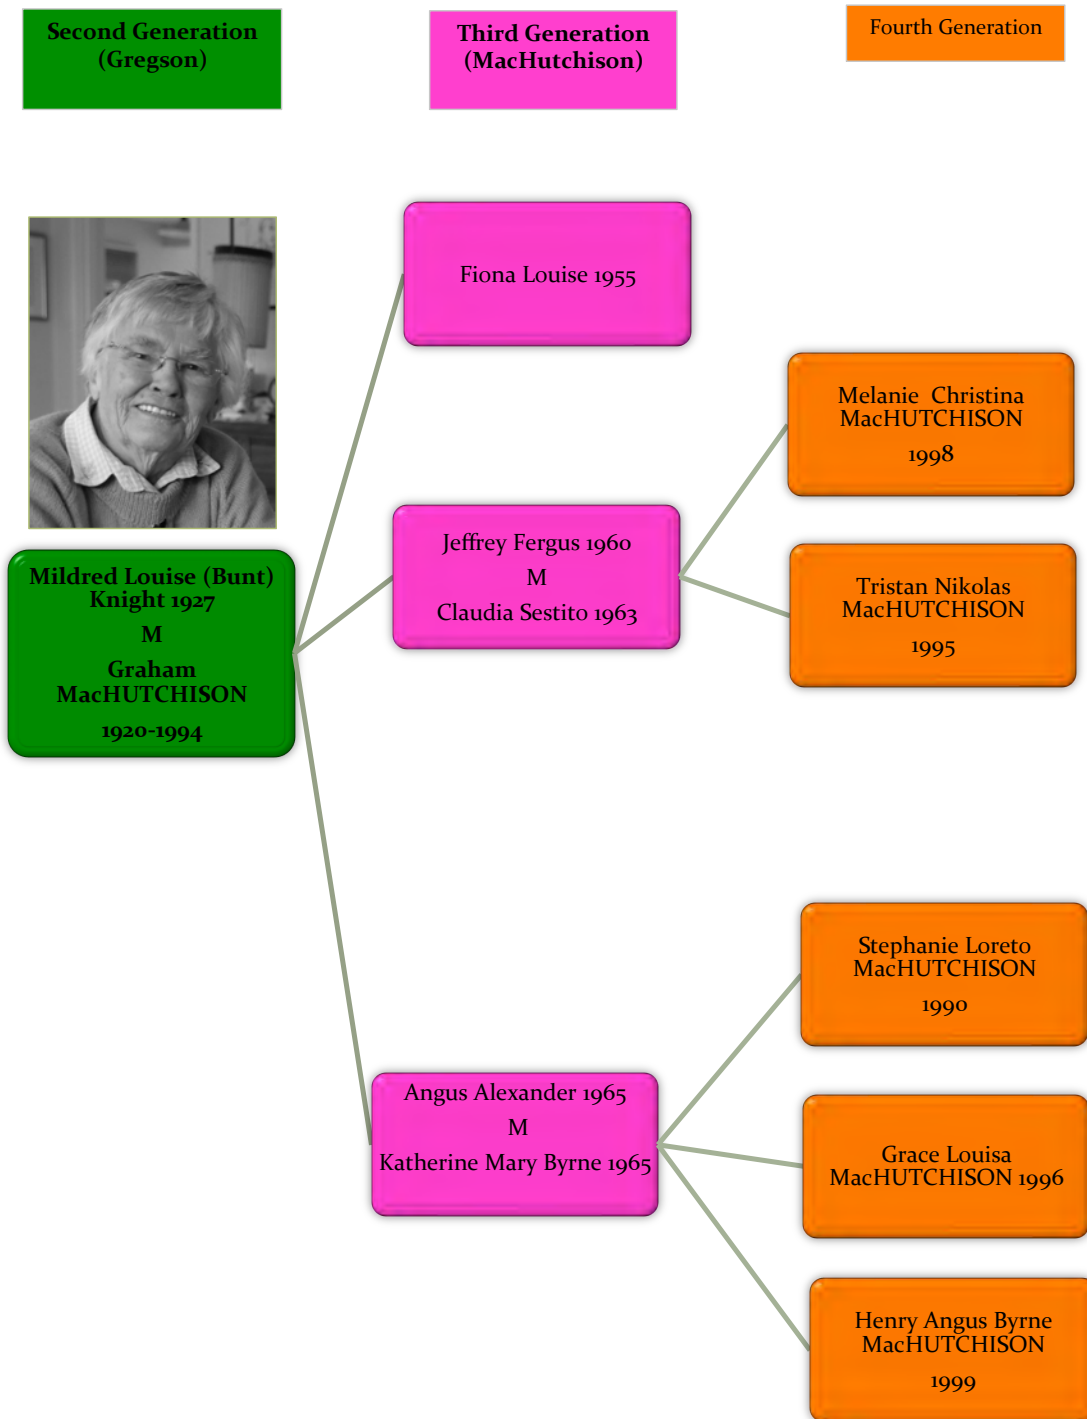 Second Generation
(Gregson)
Third Generation
(MacHutchison)
Fourth Generation
Fiona Louise 1955
Melanie  Christina
MacHUTCHISON
1998
Jeffrey Fergus 1960
M
Claudia Sestito 1963
Tristan Nikolas
MacHUTCHISON
1995
Mildred Louise (Bunt)
Knight 1927
M
Graham
MacHUTCHISON
1920-1994
Stephanie Loreto
MacHUTCHISON
1990
Angus Alexander 1965
M
Katherine Mary Byrne 1965
Grace Louisa
MacHUTCHISON 1996
Henry Angus Byrne
MacHUTCHISON
1999